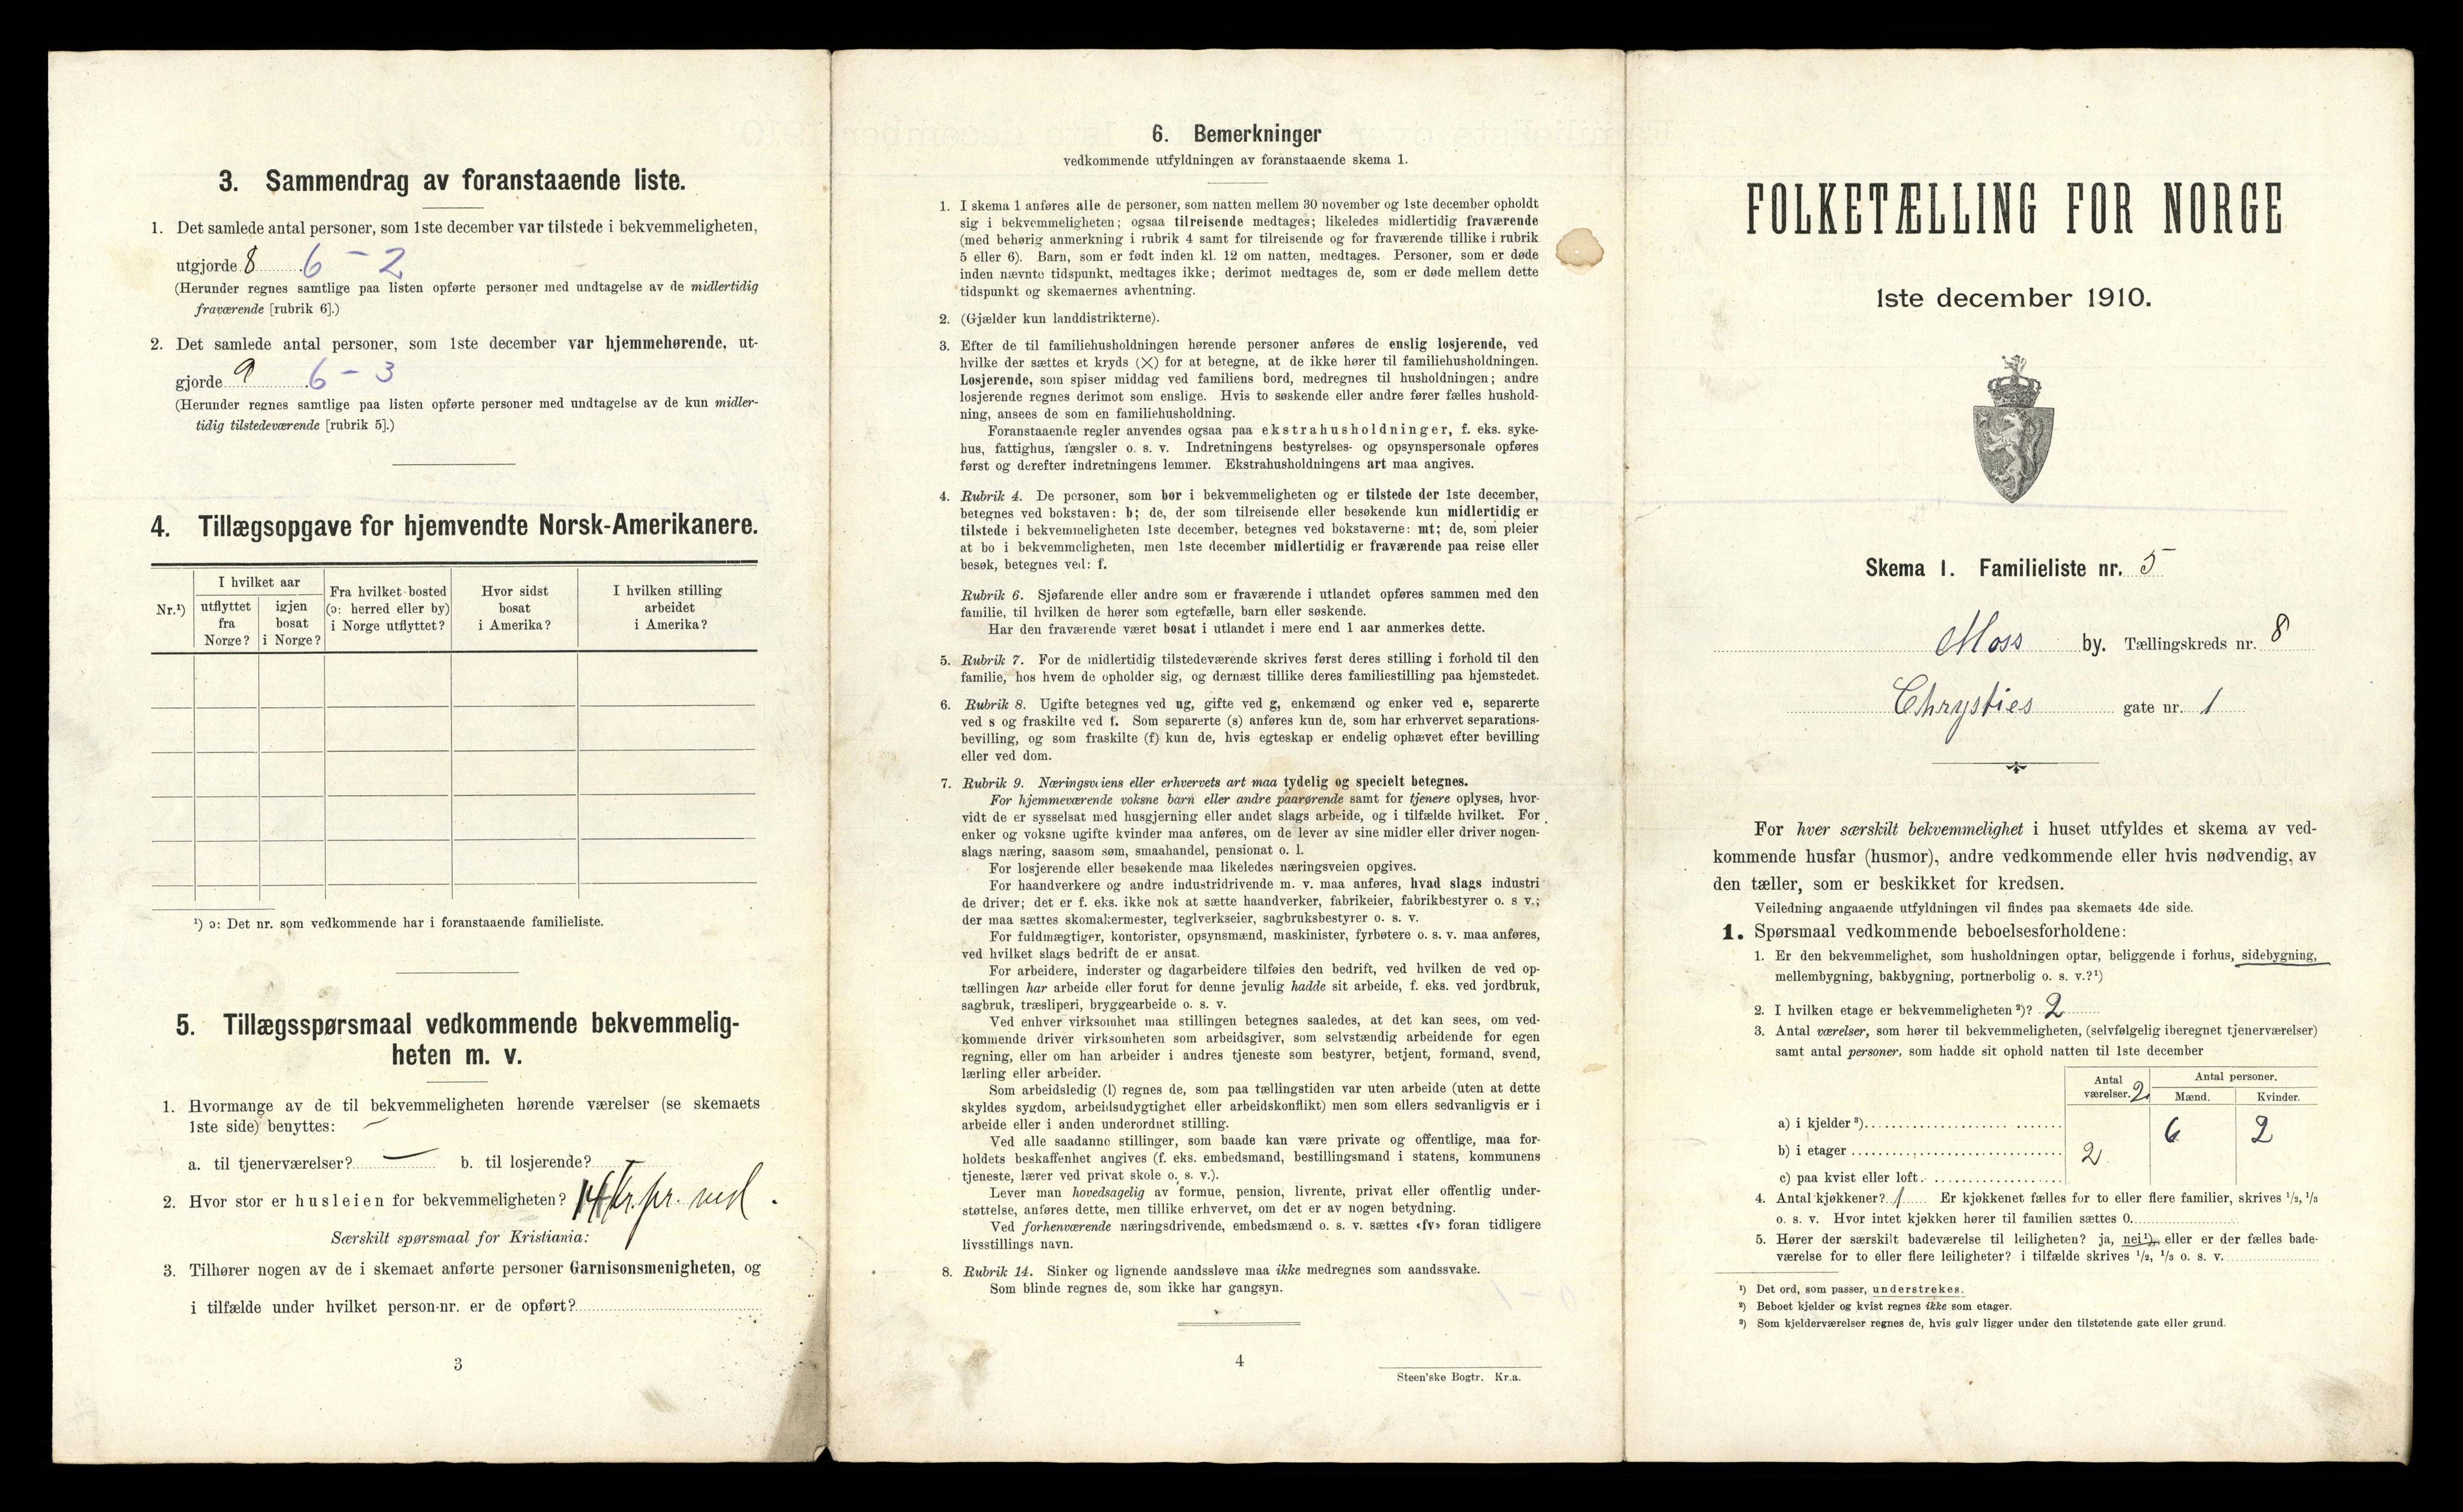 3. Sammendrag av foranstaaende liste.
1. Det samlede antal personer, som 1ste december var tilstede i bekvemmeligheten,
utgjorde 8 6 - 2
(Herunder regnes samtlige paa listen opførte personer med undtagelse av de midlertidig
fraværende [rubrik 6].)
2. Det samlede antal personer, som 1ste december var hjemmehørende, ut-
gjorde 9 6 - 3
(Herunder regnes samtlige paa listen opførte personer med undtagelse av de kun midler-
tidig tilstedeværende [rubrik 5].)
4. Tillægsopgave for hjemvendte Norsk-Amerikanere.
Nr.¹)
I hvilket aar
utflyttet
fra
Norge?
igjen
bosat
i Norge?
Fra hvilket bosted
(ɔ: herred eller by)
i Norge utflyttet?
Hvor sidst
bosat
i Amerika?
I hvilken stilling
arbeidet
i Amerika?
¹) ɔ: Det nr. som vedkommende har i foranstaaende familieliste.
5. Tillægsspørsmaal vedkommende bekvemmelig-
heten m. v.
1. Hvormange av de til bekvemmeligheten hørende værelser (se skemaets
1ste side) benyttes: –
a. til tjenerværelser? — b. til losjerende?
2. Hvor stor er husleien for bekvemmeligheten? 14 kr. pr. md.
Særskilt spørsmaal for Kristiania:
3. Tilhører nogen av de i skemaet anførte personer Garnisonsmenigheten, og
i tilfælde under hvilket person-nr. er de opført?
3
6. Bemerkninger
vedkommende utfyldningen av foranstaaende skema 1.
1. I skema 1 anføres alle de personer, som natten mellem 30 november og 1ste december opholdt
sig i bekvemmeligheten; ogsaa tilreisende medtages; likeledes midlertidig fraværende
(med behørig anmerkning i rubrik 4 samt for tilreisende og for fraværende tillike i rubrik
5 eller 6). Barn, som er født inden kl. 12 om natten, medtages. Personer, som er døde
inden nævnte tidspunkt, medtages ikke; derimot medtages de, som er døde mellem dette
tidspunkt og skemaernes avhentning.
2. (Gjælder kun landdistrikterne).
3. Efter de til familiehusholdningen hørende personer anføres de enslig losjerende, ved
hvilke der sættes et kryds (×) for at betegne, at de ikke hører til familiehusholdningen.
Losjerende, som spiser middag ved familiens bord, medregnes til husholdningen; andre
losjerende regnes derimot som enslige. Hvis to søskende eller andre fører fælles hushold-
ning, ansees de som en familiehusholdning.
Foranstaaende regler anvendes ogsaa paa ekstrahusholdninger, f. eks. syke-
hus, fattighus, fængsler o. s. v. Indretningens bestyrelses- og opsynspersonale opføres
først og derefter indretningens lemmer. Ekstrahusholdningens art maa angives.
4. Rubrik 4. De personer, som bor i bekvemmeligheten og er tilstede der 1ste december,
betegnes ved bokstaven: b; de, der som tilreisende eller besøkende kun midlertidig er
tilstede i bekvemmeligheten 1ste december, betegnes ved bokstaverne: mt; de, som pleier
at bo i bekvemmeligheten, men 1ste december midlertidig er fraværende paa reise eller
besøk, betegnes ved: f.
Rubrik 6. Sjøfarende eller andre som er fraværende i utlandet opføres sammen med den
familie, til hvilken de hører som egtefælle, barn eller søskende.
Har den fraværende været bosat i utlandet i mere end 1 aar anmerkes dette.
5. Rubrik 7. For de midlertidig tilstedeværende skrives først deres stilling i forhold til den
familie, hos hvem de opholder sig, og dernæst tillike deres familiestilling paa hjemstedet.
6. Rubrik 8. Ugifte betegnes ved ug, gifte ved g, enkemænd og enker ved e, separerte
ved s og fraskilte ved f. Som separerte (s) anføres kun de, som har erhvervet separations-
bevilling, og som fraskilte (f) kun de, hvis egteskap er endelig ophævet efter bevilling
eller ved dom.
7. Rubrik 9. Næringsveiens eller erhvervets art maa tydelig og specielt betegnes.
For hjemmeværende voksne barn eller andre paarørende samt for tjenere oplyses, hvor-
vidt de er sysselsat med husgjerning eller andet slags arbeide, og i tilfælde hvilket. For
enker og voksne ugifte kvinder maa anføres, om de lever av sine midler eller driver nogen-
slags næring, saasom søm, smaahandel, pensionat o. l.
For losjerende eller besøkende maa likeledes næringsveien opgives.
For haandverkere og andre industridrivende m. v. maa anføres, hvad slags industri
de driver; det er f. eks. ikke nok at sætte haandverker, fabrikeier, fabrikbestyrer o. s v.;
der maa sættes skomakermester, teglverkseier, sagbruksbestyrer o. s. v.
For fuldmægtiger, kontorister, opsynsmænd, maskinister, fyrbøtere o. s. v. maa anføres,
ved hvilket slags bedrift de er ansat.
For arbeidere, inderster og dagarbeidere tilføies den bedrift, ved hvilken de ved op-
tællingen har arbeide eller forut for denne jevnlig hadde sit arbeide, f. eks. ved jordbruk,
sagbruk, træsliperi, bryggearbeide o. s. v.
Ved enhver virksomhet maa stillingen betegnes saaledes, at det kan sees, om ved-
kommende driver virksomheten som arbeidsgiver, som selvstændig arbeidende for egen
regning, eller om han arbeider i andres tjeneste som bestyrer, betjent, formand, svend,
lærling eller arbeider.
Som arbeidsledig (l) regnes de, som paa tællingstiden var uten arbeide (uten at dette
skyldes sygdom, arbeidsudygtighet eller arbeidskonflikt) men som ellers sedvanligvis er i
arbeide eller i anden underordnet stilling.
Ved alle saadanne stillinger, som baade kan være private og offentlige, maa for-
holdets beskaffenhet angives (f. eks. embedsmand, bestillingsmand i statens, kommunens
tjeneste, lærer ved privat skole o. s. v.).
Lever man hovedsagelig av formue, pension, livrente, privat eller offentlig under-
støttelse, anføres dette, men tillike erhvervet, om det er av nogen betydning.
Ved forhenværende næringsdrivende, embedsmænd o. s. v. sættes «fv» foran tidligere
livsstillings navn.
8. Rubrik 14. Sinker og lignende aandssløve maa ikke medregnes som aandssvake.
Som blinde regnes de, som ikke har gangsyn.
4
Steen'ske Bogtr. Kr.a.
FOLKETÆLLING FOR NORGE
1ste december 1910.
Skema 1. Familieliste nr. 5
Moss by. Tællingskreds nr. 8
Chrysties gate nr. 1
For hver særskilt bekvemmelighet i huset utfyldes et skema av ved-
kommende husfar (husmor), andre vedkommende eller hvis nødvendig, av
den tæller, som er beskikket for kredsen.
Veiledning angaaende utfyldningen vil findes paa skemaets 4de side.
1. Spørsmaal vedkommende beboelsesforholdene:
1. Er den bekvemmelighet, som husholdningen optar, beliggende i forhus, sidebygning,
mellembygning, bakbygning, portnerbolig o. s. v.?¹)
2. I hvilken etage er bekvemmeligheten²)? 2
3. Antal værelser, som hører til bekvemmeligheten, (selvfølgelig iberegnet tjenerværelser)
samt antal personer, som hadde sit ophold natten til 1ste december
Antal
værelser. 2
Antal personer.
Mænd. Kvinder.
a) i kjelder³) 6 2
b) i etager 2
c) paa kvist eller loft
4. Antal kjøkkener? 1 Er kjøkkenet fælles for to eller flere familier, skrives 1/2, 1/3
o. s. v. Hvor intet kjøkken hører til familien sættes 0.
5. Hører der særskilt badeværelse til leiligheten? ja, nei¹), eller er der fælles bade-
værelse for to eller flere leiligheter? i tilfælde skrives 1/2, 1/3 o. s. v.
¹) Det ord, som passer, understrekes.
²) Beboet kjelder og kvist regnes ikke som etager.
³) Som kjelderværelser regnes de, hvis gulv ligger under den tilstøtende gate eller grund.